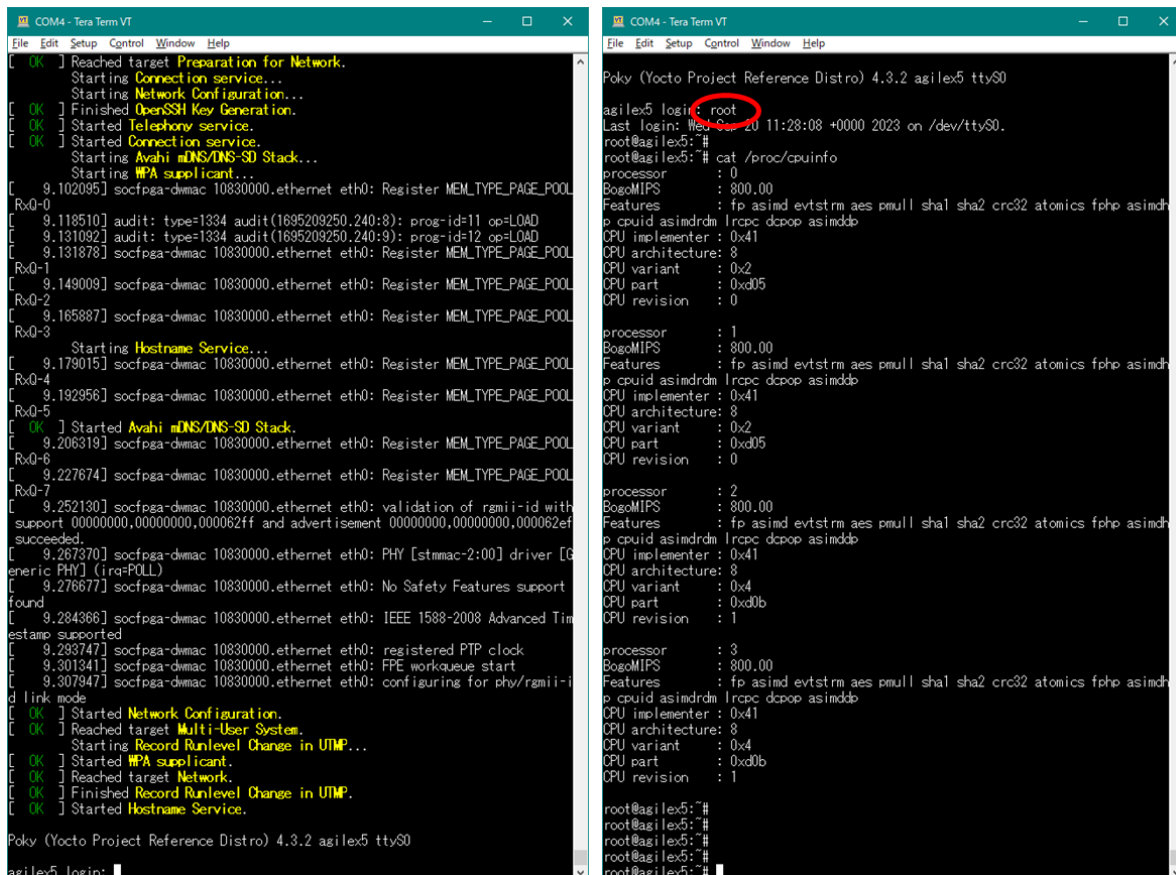 COM4 - Tera Term VT
File Edit Setup Control Window Help
[  OK  ] Reached target Preparation for Network.
Starting Connection service...
Starting Network Configuration...
[  OK  ] Finished OpenSSH Key Generation.
[  OK  ] Started Telephony service.
[  OK  ] Started Connection service.
Starting Avahi mDNS/DNS-SD Stack...
Starting WPA supplicant...
[    9.102095] socfpga-dwmac 10830000.ethernet eth0: Register MEM_TYPE_PAGE_POOL
RxQ-0
[    9.118510] audit: type=1334 audit(1695209250.240:8): prog-id=11 op=LOAD
[    9.131092] audit: type=1334 audit(1695209250.240:9): prog-id=12 op=LOAD
[    9.131878] socfpga-dwmac 10830000.ethernet eth0: Register MEM_TYPE_PAGE_POOL
RxQ-1
[    9.149009] socfpga-dwmac 10830000.ethernet eth0: Register MEM_TYPE_PAGE_POOL
RxQ-2
[    9.165887] socfpga-dwmac 10830000.ethernet eth0: Register MEM_TYPE_PAGE_POOL
RxQ-3
Starting Hostname Service...
[    9.179015] socfpga-dwmac 10830000.ethernet eth0: Register MEM_TYPE_PAGE_POOL
RxQ-4
[    9.192956] socfpga-dwmac 10830000.ethernet eth0: Register MEM_TYPE_PAGE_POOL
RxQ-5
[  OK  ] Started Avahi mDNS/DNS-SD Stack.
[    9.206319] socfpga-dwmac 10830000.ethernet eth0: Register MEM_TYPE_PAGE_POOL
RxQ-6
[    9.227674] socfpga-dwmac 10830000.ethernet eth0: Register MEM_TYPE_PAGE_POOL
RxQ-7
[    9.252130] socfpga-dwmac 10830000.ethernet eth0: validation of rgmii-id with
support 00000000,00000000,000062ff and advertisement 00000000,00000000,000062ef
succeeded.
[    9.267370] socfpga-dwmac 10830000.ethernet eth0: PHY [stmmac-2:00] driver [G
eneric PHY] (irq=POLL)
[    9.276677] socfpga-dwmac 10830000.ethernet eth0: No Safety Features support
found
[    9.284366] socfpga-dwmac 10830000.ethernet eth0: IEEE 1588-2008 Advanced Tim
estamp supported
[    9.293747] socfpga-dwmac 10830000.ethernet eth0: registered PTP clock
[    9.301341] socfpga-dwmac 10830000.ethernet eth0: FPE workqueue start
[    9.307947] socfpga-dwmac 10830000.ethernet eth0: configuring for phy/rgmii-i
d link mode
[  OK  ] Started Network Configuration.
[  OK  ] Reached target Multi-User System.
Starting Record Runlevel Change in UTMP...
[  OK  ] Started WPA supplicant.
[  OK  ] Reached target Network.
[  OK  ] Finished Record Runlevel Change in UTMP.
[  OK  ] Started Hostname Service.
Poky (Yocto Project Reference Distro) 4.3.2 agilex5 ttyS0
agilex5 login:
COM4 - Tera Term VT
File Edit Setup Control Window Help
Poky (Yocto Project Reference Distro) 4.3.2 agilex5 ttyS0
agilex5 login: root
Last login: Wed Sep 20 11:28:08 +0000 2023 on /dev/ttyS0.
root@agilex5:~#
root@agilex5:~# cat /proc/cpuinfo
processor       : 0
BogoMIPS        : 800.00
Features        : fp asimd evtstrm aes pmull sha1 sha2 crc32 atomics fphp asimdh
p cpuid asimdrdm lrcpc dcpop asimddp
CPU implementer : 0x41
CPU architecture: 8
CPU variant     : 0x2
CPU part        : 0xd05
CPU revision    : 0
processor       : 1
BogoMIPS        : 800.00
Features        : fp asimd evtstrm aes pmull sha1 sha2 crc32 atomics fphp asimdh
p cpuid asimdrdm lrcpc dcpop asimddp
CPU implementer : 0x41
CPU architecture: 8
CPU variant     : 0x2
CPU part        : 0xd05
CPU revision    : 0
processor       : 2
BogoMIPS        : 800.00
Features        : fp asimd evtstrm aes pmull sha1 sha2 crc32 atomics fphp asimdh
p cpuid asimdrdm lrcpc dcpop asimddp
CPU implementer : 0x41
CPU architecture: 8
CPU variant     : 0x4
CPU part        : 0xd0b
CPU revision    : 1
processor       : 3
BogoMIPS        : 800.00
Features        : fp asimd evtstrm aes pmull sha1 sha2 crc32 atomics fphp asimdh
p cpuid asimdrdm lrcpc dcpop asimddp
CPU implementer : 0x41
CPU architecture: 8
CPU variant     : 0x4
CPU part        : 0xd0b
CPU revision    : 1
root@agilex5:~#
root@agilex5:~#
root@agilex5:~#
root@agilex5:~#
root@agilex5:~#